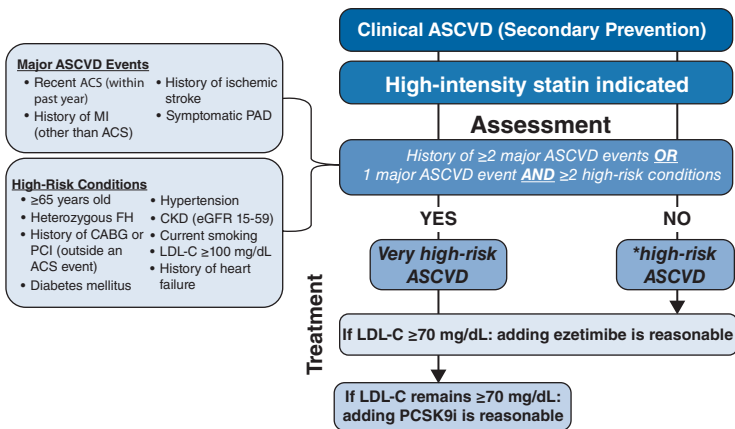 Clinical ASCVD (Secondary Prevention)
High-intensity statin indicated
Major ASCVD Events
• Recent ACS (within
past year)
• History of MI
(other than ACS)
• History of ischemic
stroke
• Symptomatic PAD
Assessment
History of ≥2 major ASCVD events OR
1 major ASCVD event AND ≥2 high-risk conditions
High-Risk Conditions
• ≥65 years old
• Heterozygous FH
• History of CABG or
PCI (outside an
ACS event)
• Diabetes mellitus
• Hypertension
• CKD (eGFR 15-59)
• Current smoking
• LDL-C ≥100 mg/dL
• History of heart
failure
YES
NO
Very high-risk
ASCVD
*high-risk
ASCVD
Treatment
If LDL-C ≥70 mg/dL: adding ezetimibe is reasonable
If LDL-C remains ≥70 mg/dL:
adding PCSK9i is reasonable